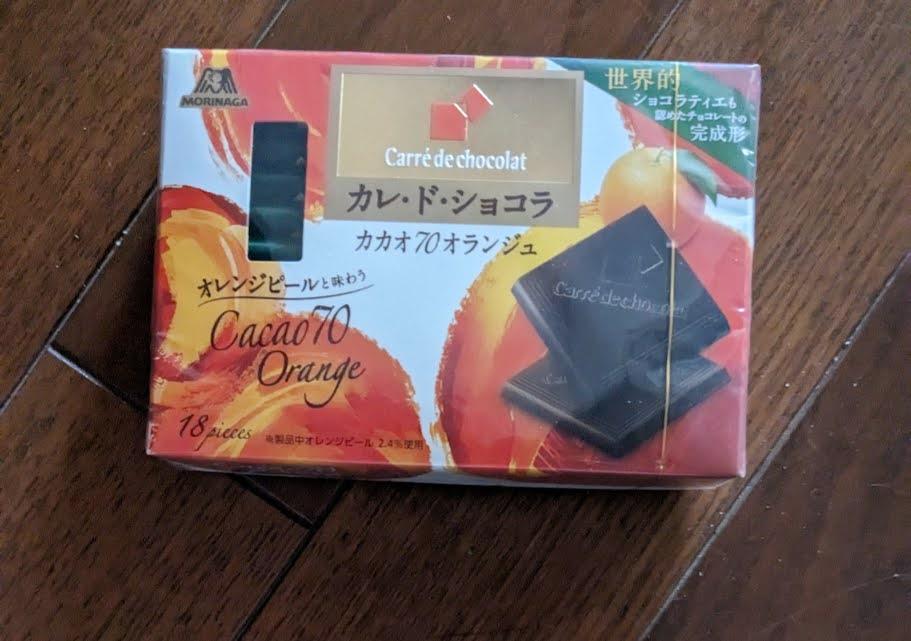 MORINAGA
Carré de chocolat
カレ・ド・ショコラ
カカオ70オランジュ
世界的
ショコラティエも
認めたチョコレートの
完成形
オレンジピールと味わう
Cacao70
Orange
18 pieces
※製品中オレンジピール 2.4%使用
Carré de chocolat